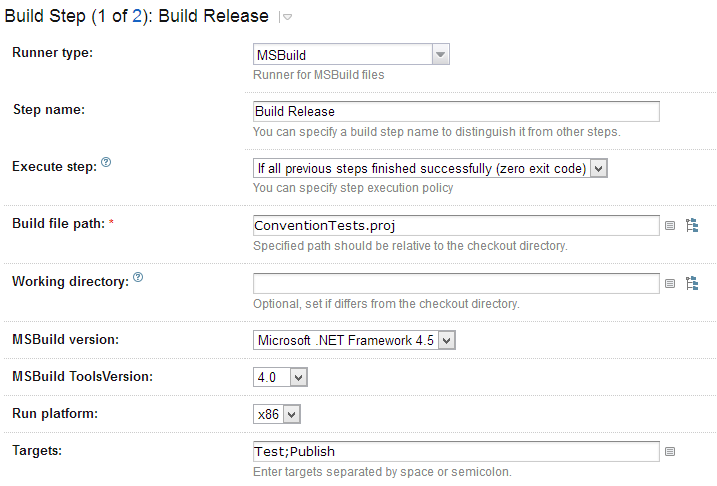 Build Step (1 of 2): Build Release
Runner type: MSBuild
Runner for MSBuild files
Step name: Build Release
You can specify a build step name to distinguish it from other steps.
Execute step: ? If all previous steps finished successfully (zero exit code)
You can specify step execution policy
Build file path: * ConventionTests.proj
Specified path should be relative to the checkout directory.
Working directory: ?
Optional, set if differs from the checkout directory.
MSBuild version: Microsoft .NET Framework 4.5
MSBuild ToolsVersion: 4.0
Run platform: x86
Targets: Test;Publish
Enter targets separated by space or semicolon.